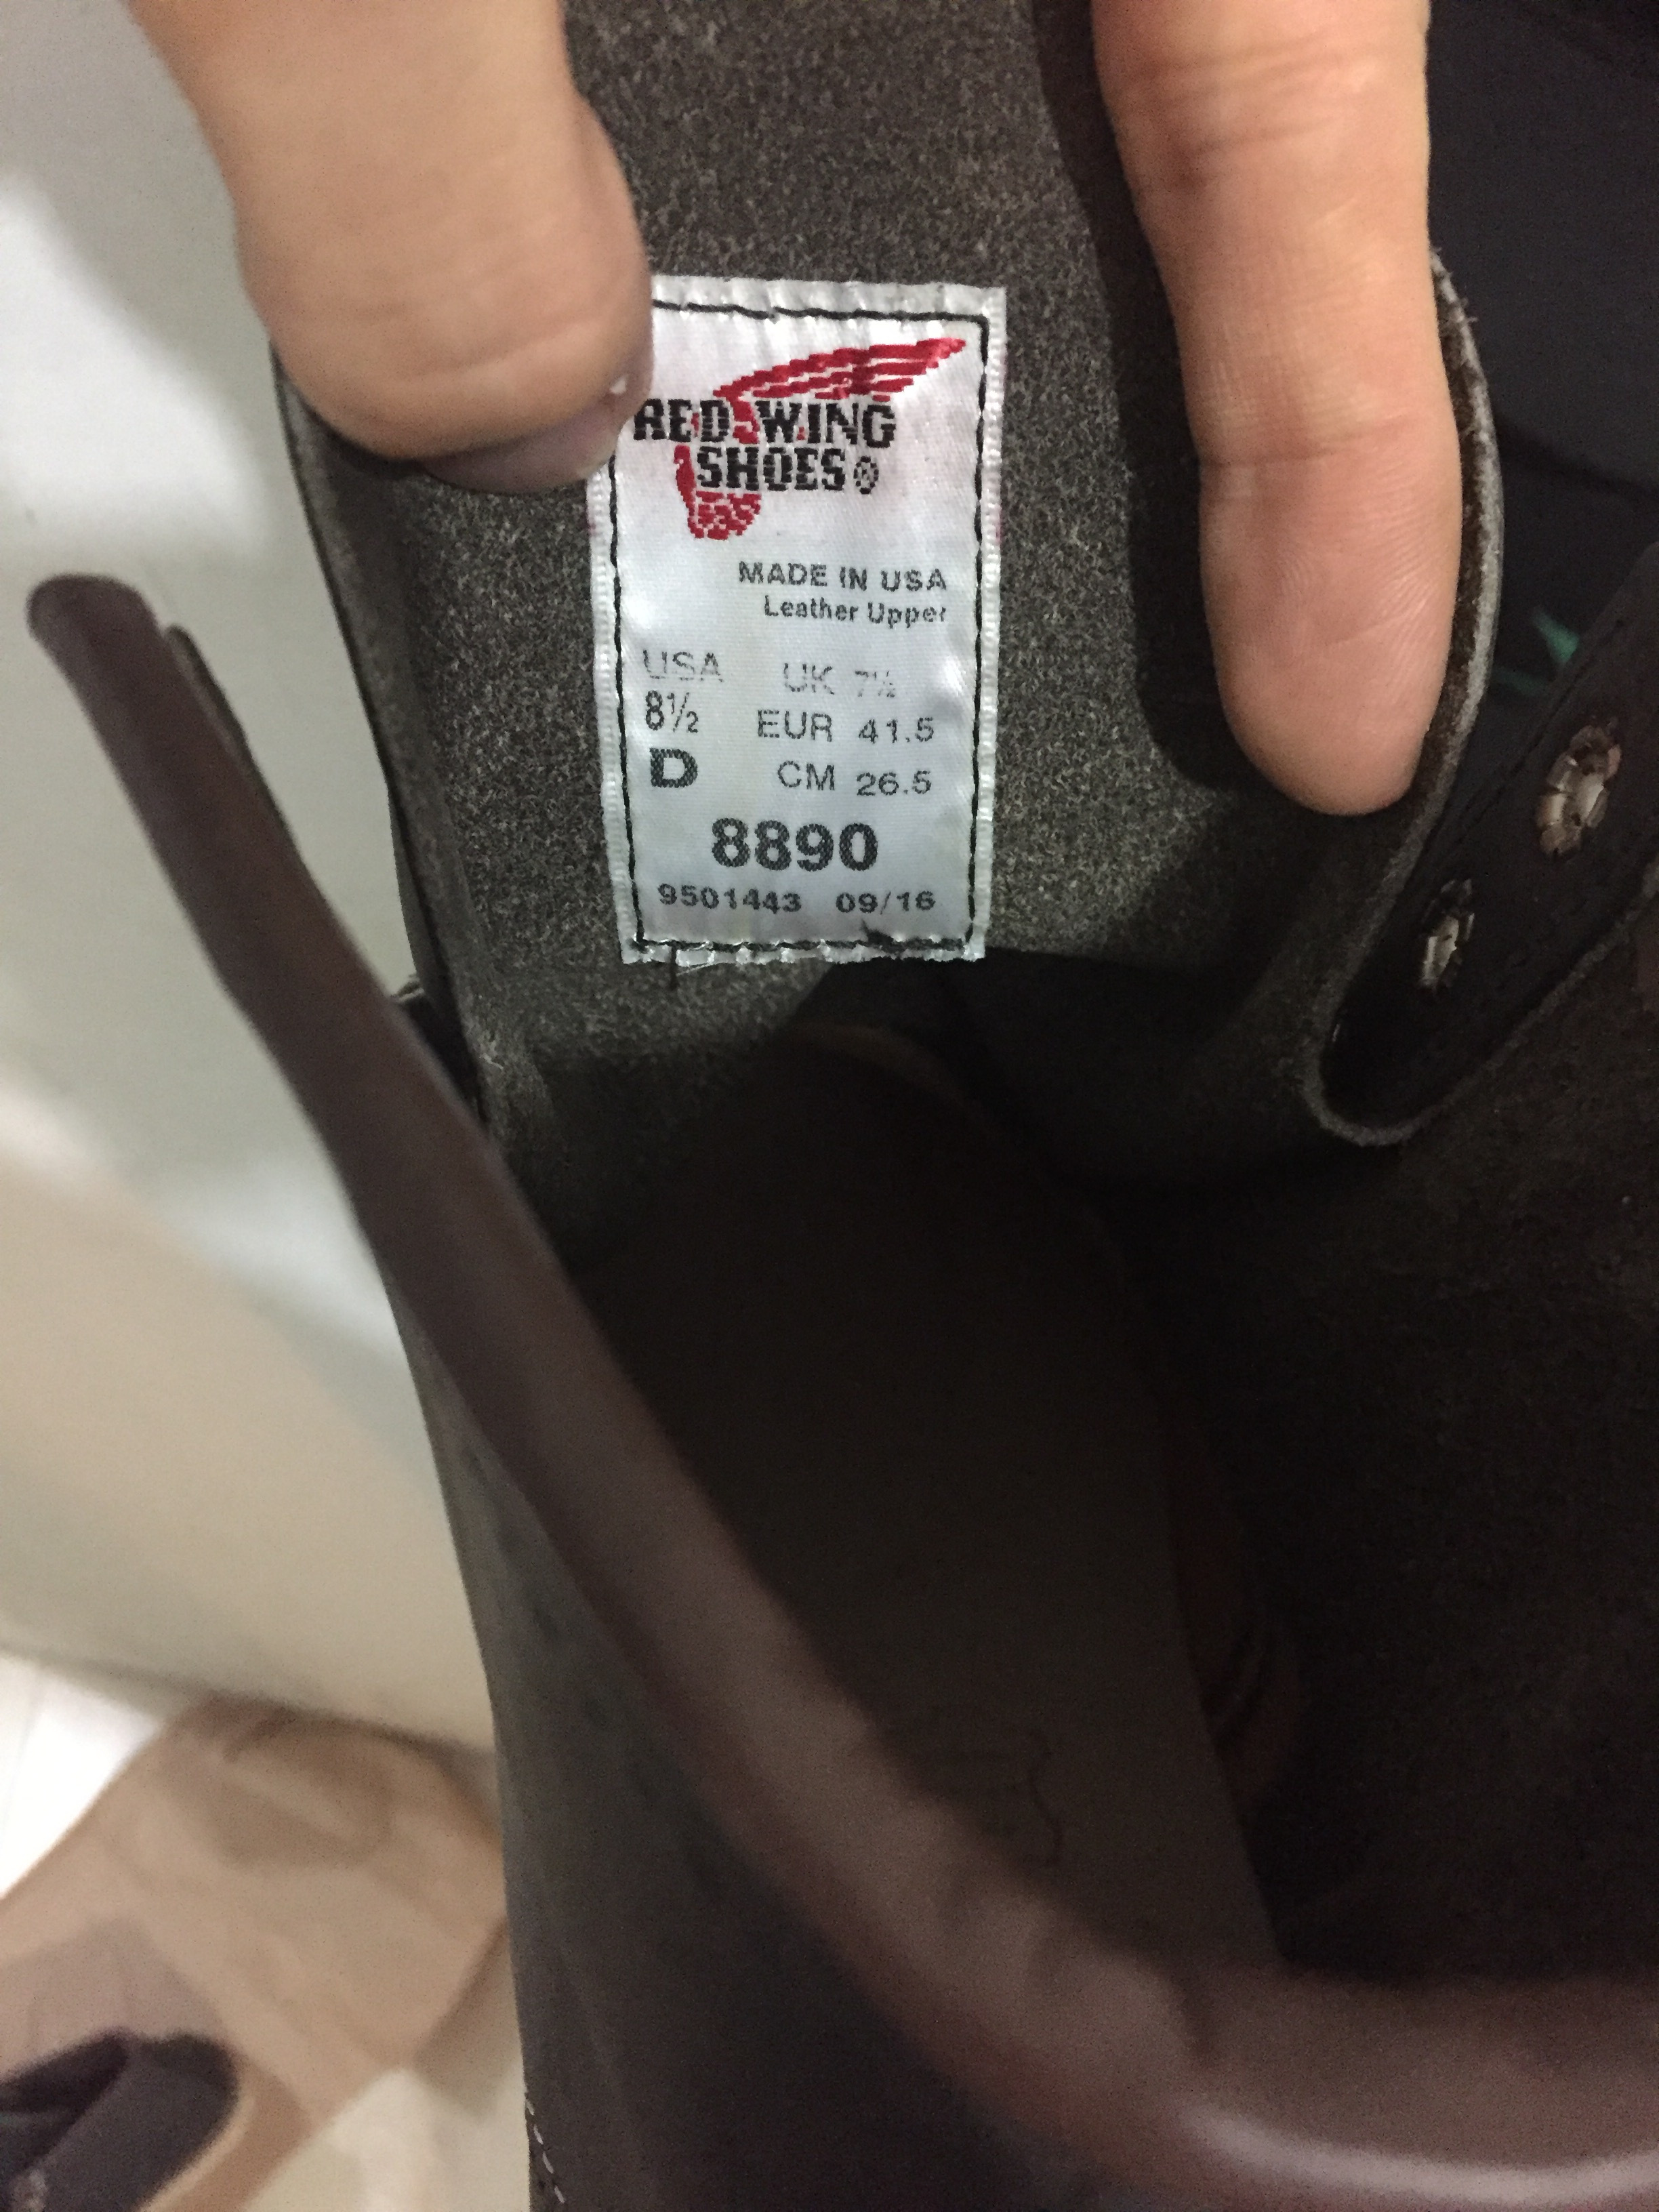 RED WING
SHOES®
MADE IN USA
Leather Upper
USA UK 7½
8½ EUR 41.5
D CM 26.5
8890
9501443 09/16